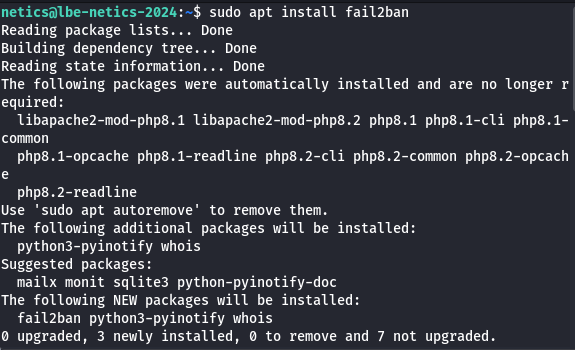 netics@lbe-netics-2024:~$ sudo apt install fail2ban
Reading package lists... Done
Building dependency tree... Done
Reading state information... Done
The following packages were automatically installed and are no longer r
equired:
  libapache2-mod-php8.1 libapache2-mod-php8.2 php8.1 php8.1-cli php8.1-
common
  php8.1-opcache php8.1-readline php8.2-cli php8.2-common php8.2-opcach
e
  php8.2-readline
Use 'sudo apt autoremove' to remove them.
The following additional packages will be installed:
  python3-pyinotify whois
Suggested packages:
  mailx monit sqlite3 python-pyinotify-doc
The following NEW packages will be installed:
  fail2ban python3-pyinotify whois
0 upgraded, 3 newly installed, 0 to remove and 7 not upgraded.